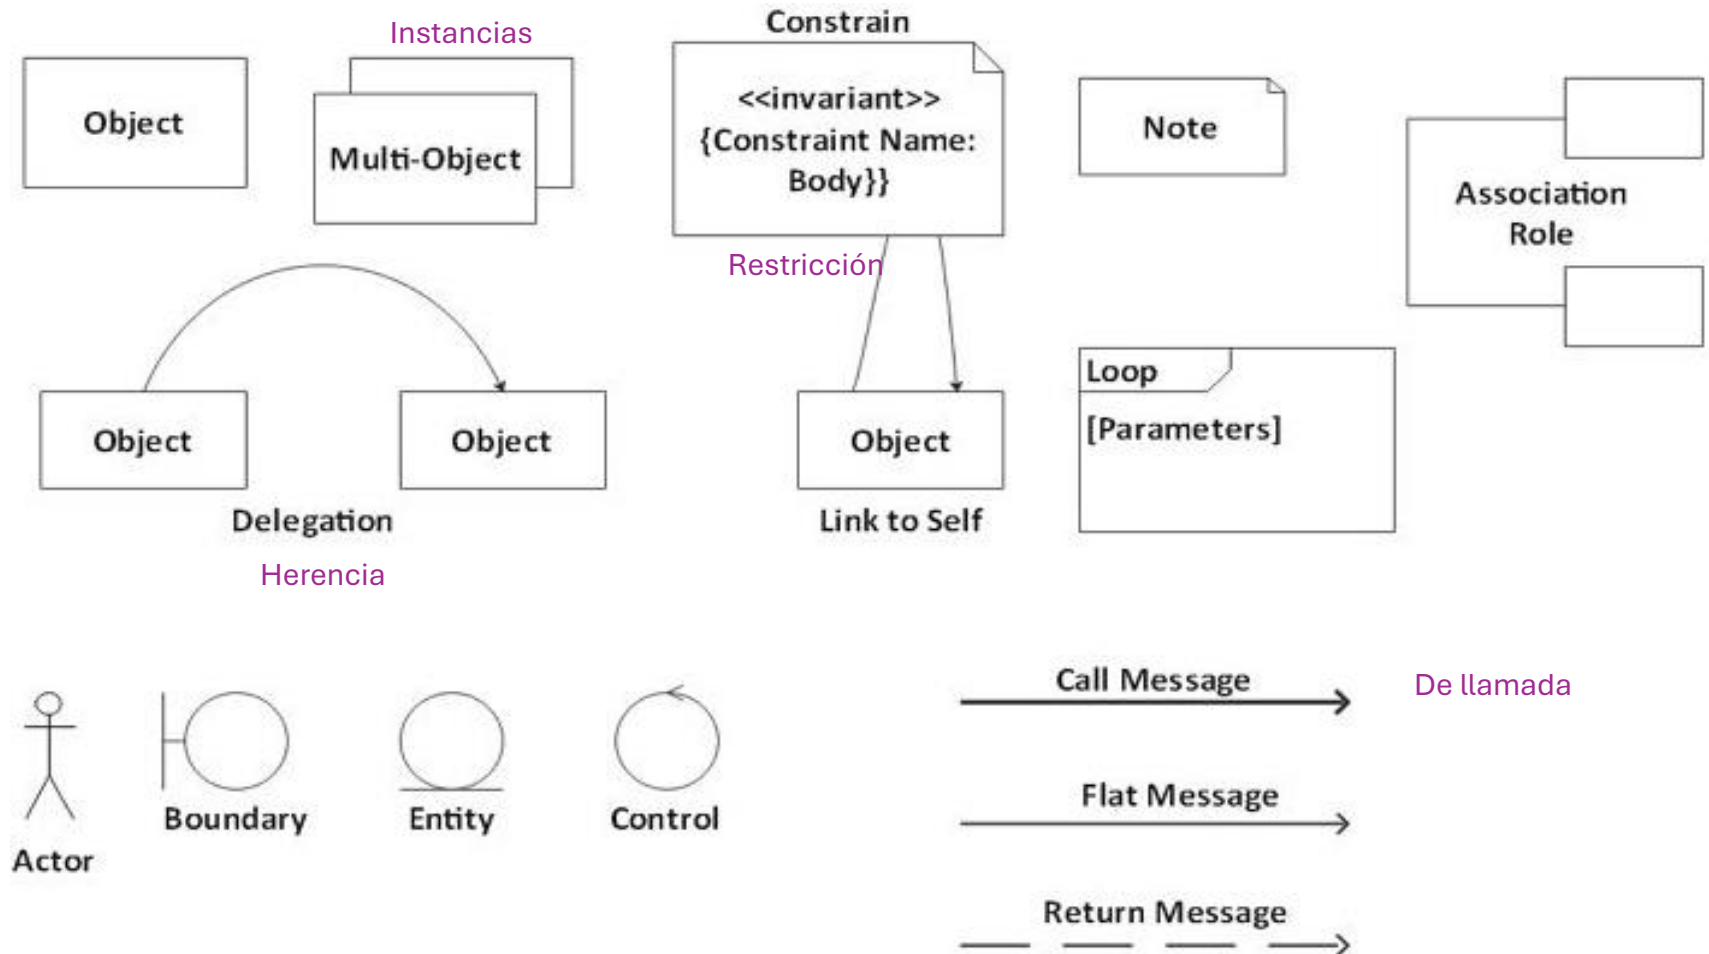 Instancias
Constrain
Object
Multi-Object
<<invariant>>
{Constraint Name:
Body}}
Note
Association
Role
Restricción
Object
Object
Object
Loop
[Parameters]
Delegation
Link to Self
Herencia
Call Message
De llamada
Flat Message
Boundary
Entity
Control
Actor
Return Message